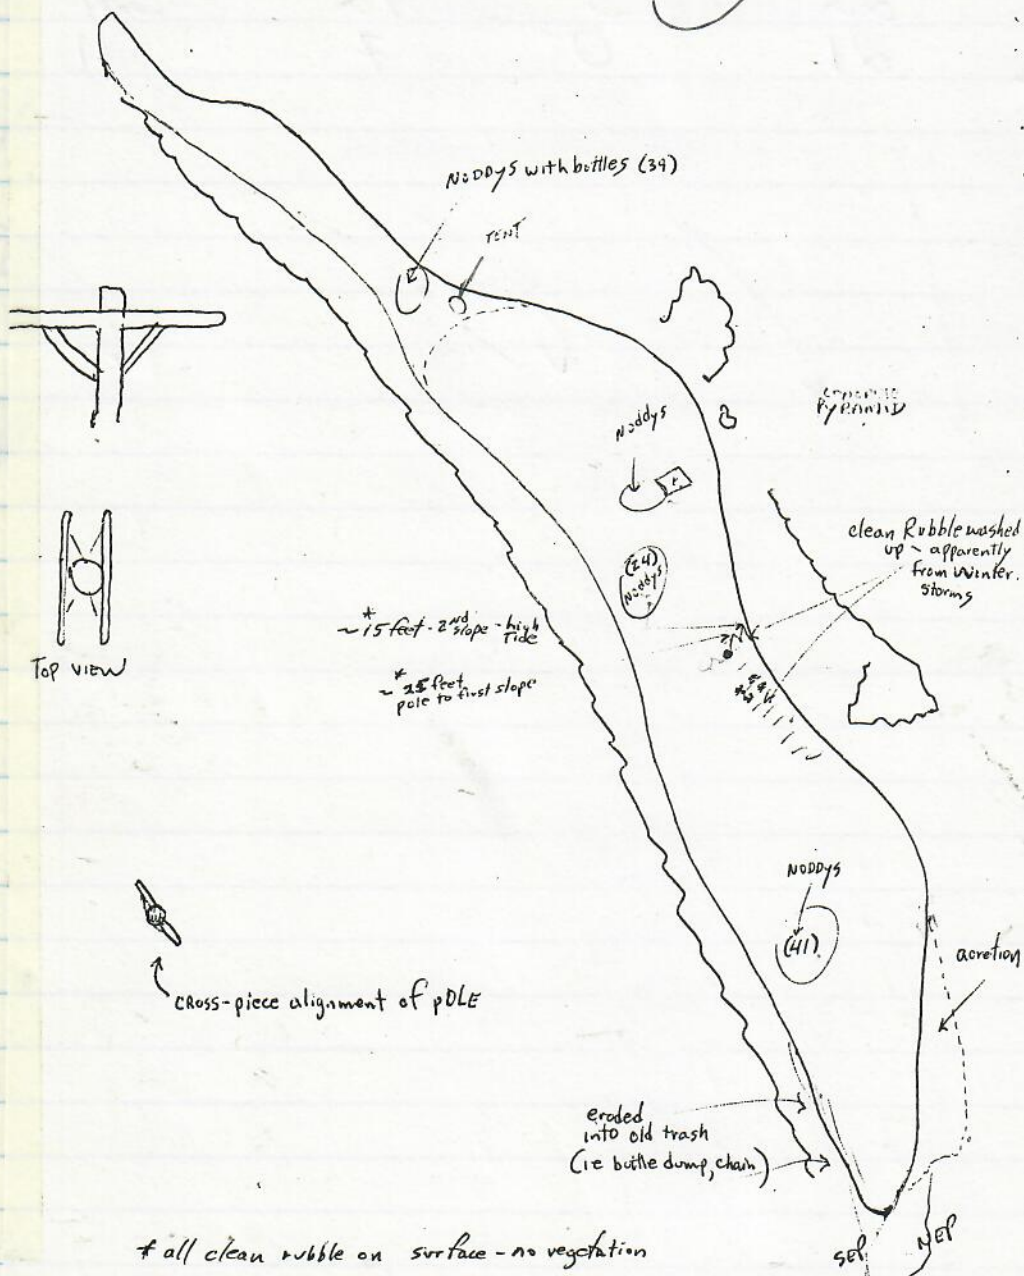 NODDYS with bottles (39)
TENT
Noddys
PYRAMID
clean Rubble washed
up - apparently
from Winter.
storms
(24)
Noddys
*
~15 feet - 2ND slope - high
Tide
*
~ 25 feet
pole to first slope
TOP VIEW
NODDYS
(41)
acretion
CROSS-piece alignment of pOLE
eroded
into old trash
(ie bottle dump, chain)
SEP
NEP
* all clean rubble on surface - no vegetation